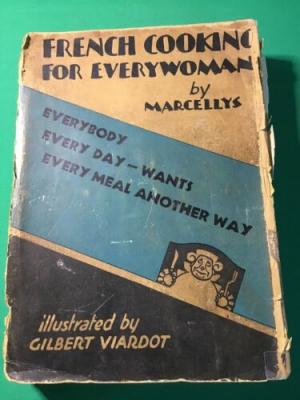 FRENCH COOKING
FOR EVERYWOMAN
by
MARCELLYS
EVERYBODY
EVERY DAY—WANTS
EVERY MEAL ANOTHER WAY
illustrated by
GILBERT VIARDOT